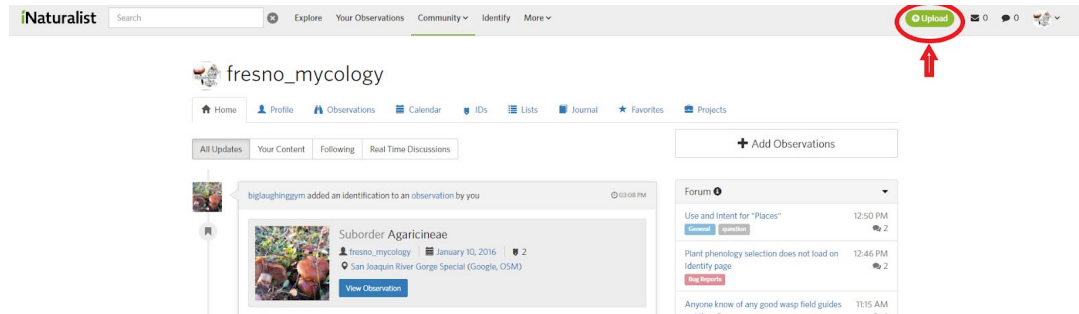 iNaturalist Search Explore Your Observations Community Identify More Upload 0 0
fresno_mycology
Home Profile Observations Calendar IDs Lists Journal Favorites Projects
All Updates Your Content Following Real Time Discussions
biglaughinggym added an identification to an observation by you 03:08 PM
Suborder Agaricineae
fresno_mycology January 10, 2016 2
San Joaquin River Gorge Special (Google, OSM)
View Observation
+ Add Observations
Forum
Use and Intent for "Places" 12:50 PM
General question 2
Plant phenology selection does not load on 12:46 PM
Identify page 2
Bug Reports
Anyone know of any good wasp field guides 11:15 AM